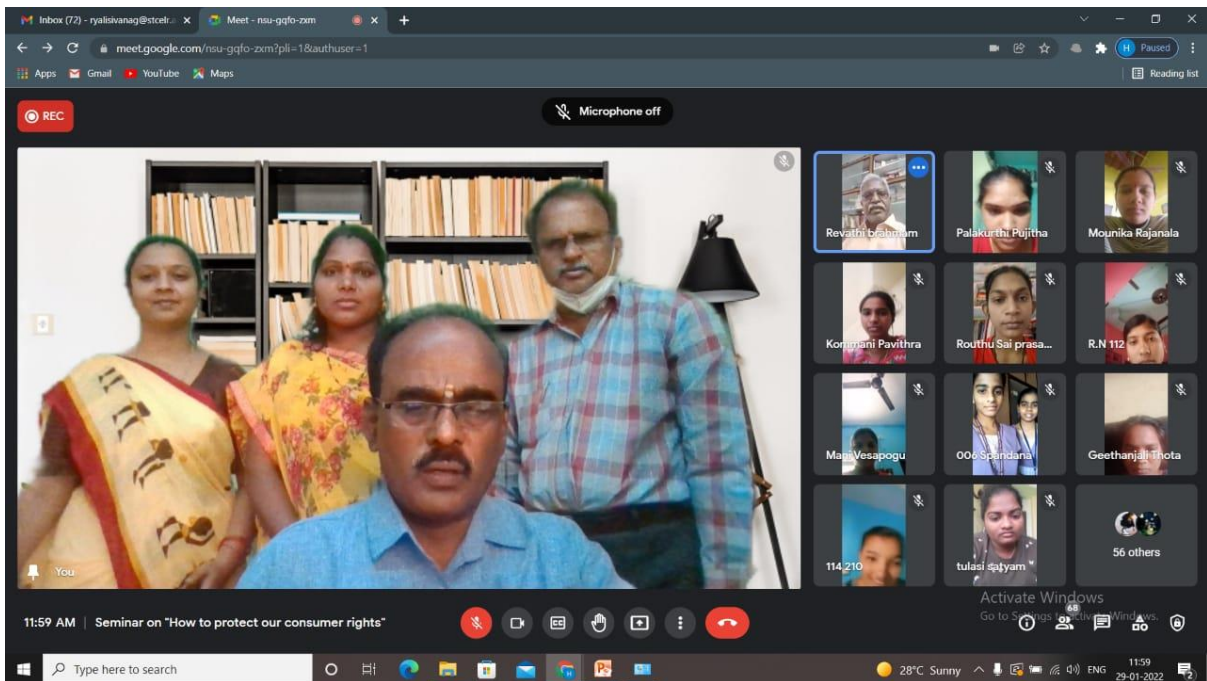 Inbox (72) - ryalisivanag@stcelr.
Meet - nsu-gqfo-zxm
meet.google.com/nsu-gqfo-zxm?pli=1&authuser=1
H Paused
Apps Gmail YouTube Maps
Reading list
REC
Microphone off
Revathi brahmam
Palakurthi Pujitha
Mounika Rajanala
Kommani Pavithra
Routhu Sai prasa...
R.N 112
Mani Vesapogu
006 Spandana
Geethanjali Thota
114,210
tulasi satyam
56 others
You
Activate Windows
Go to Settings to activate Windows.
11:59 AM | Seminar on "How to protect our consumer rights"
CC
68
Type here to search
28°C Sunny
ENG
11:59
29-01-2022
2